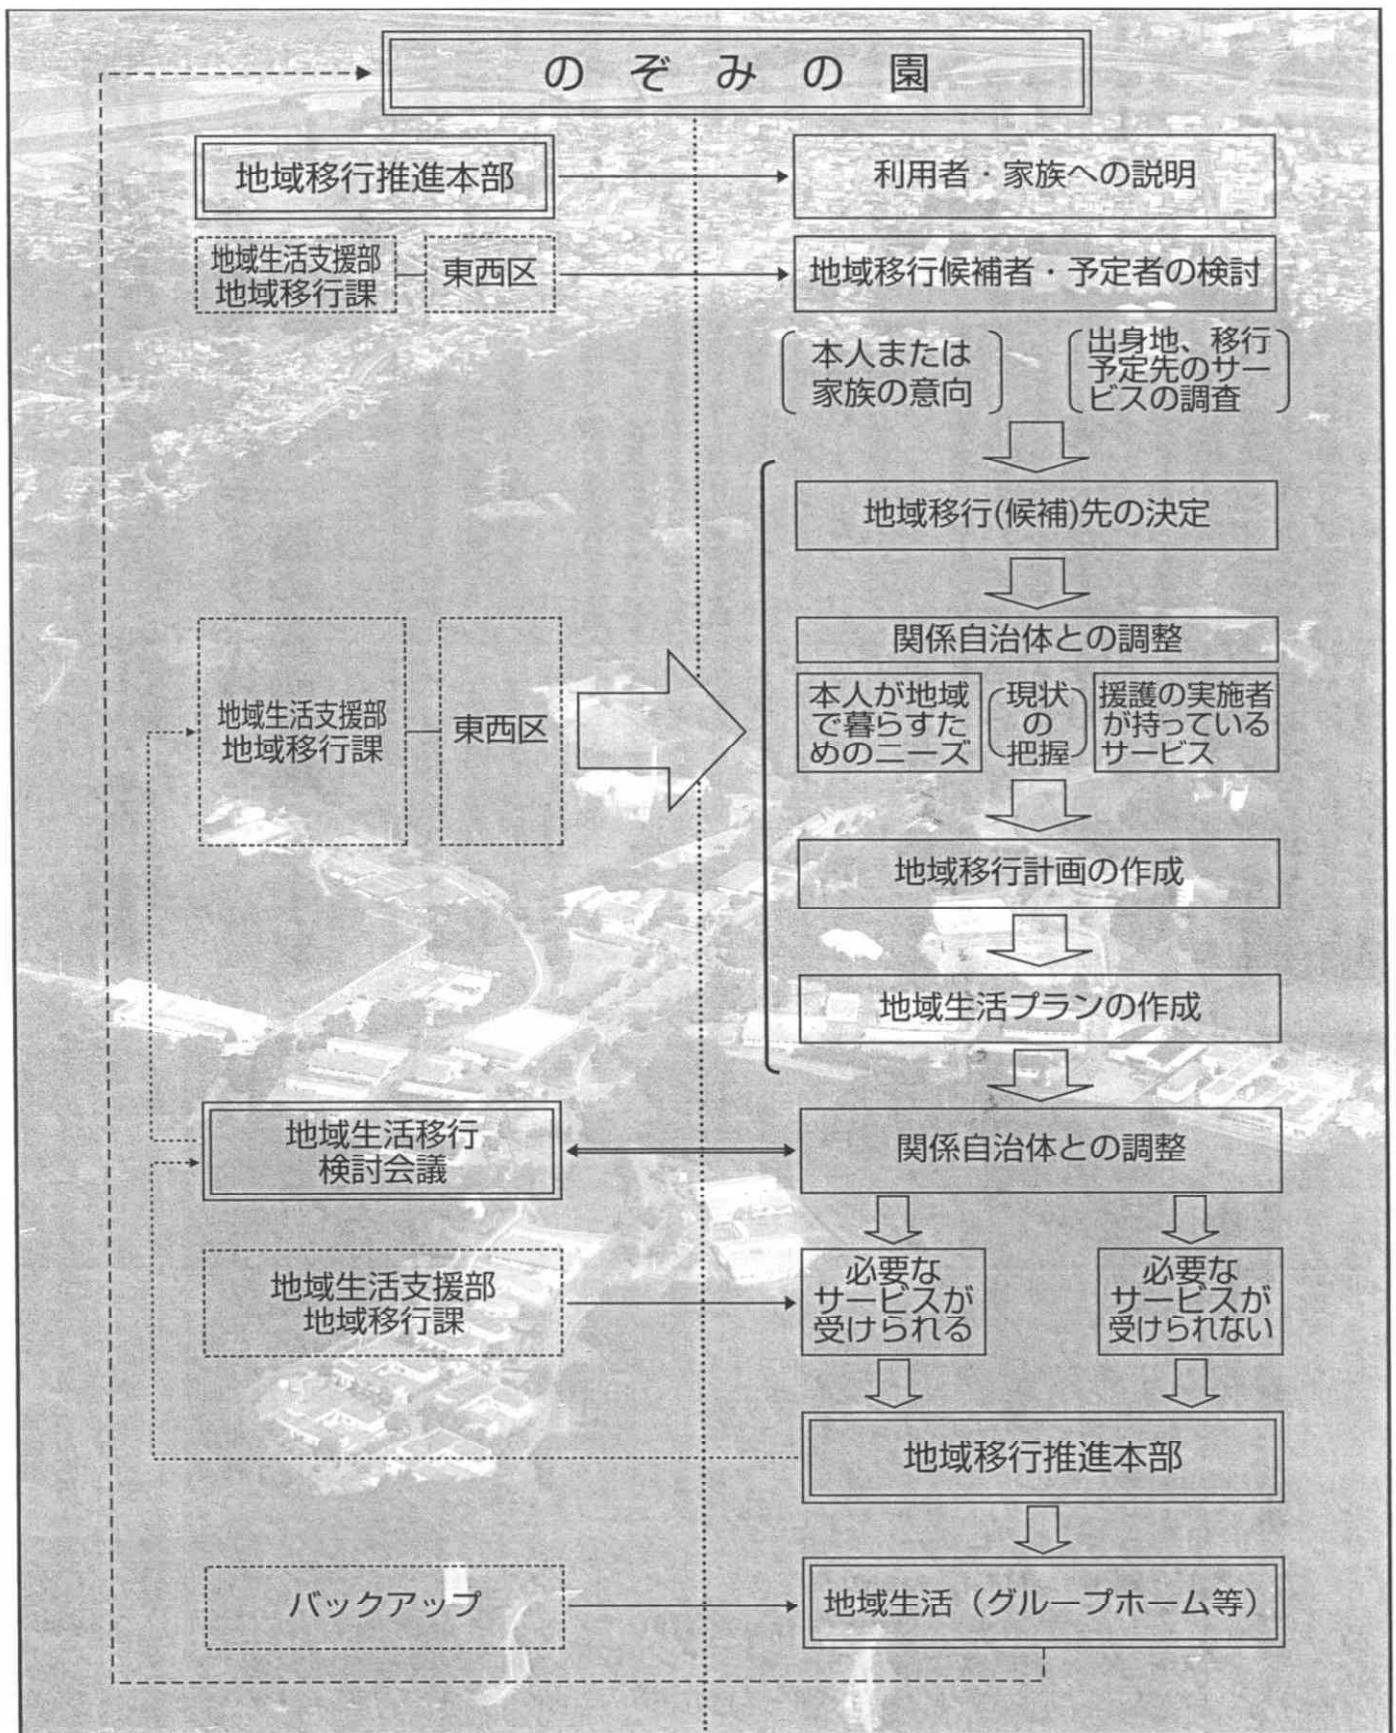 のぞみの園
地域移行推進本部
利用者・家族への説明
地域生活支援部
地域移行課
東西区
地域移行候補者・予定者の検討
本人または
家族の意向
出身地、移行
予定先のサー
ビスの調査
地域移行(候補)先の決定
関係自治体との調整
地域生活支援部
地域移行課
東西区
本人が地域
で暮らすた
めのニーズ
現状
の
把握
援護の実施者
が持っている
サービス
地域移行計画の作成
地域生活プランの作成
地域生活移行
検討会議
関係自治体との調整
地域生活支援部
地域移行課
必要な
サービスが
受けられる
必要な
サービスが
受けられない
地域移行推進本部
バックアップ
地域生活（グループホーム等）